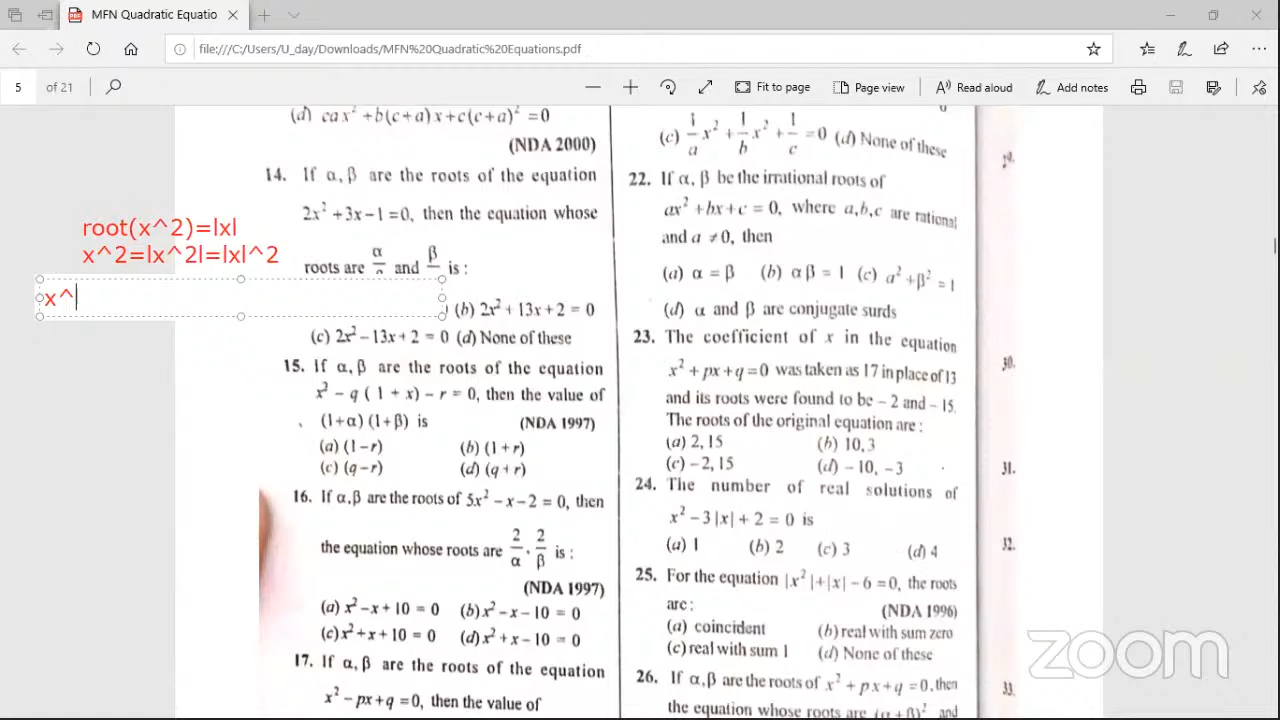 MFN Quadratic Equatio
file:///C:/Users/U_day/Downloads/MFN%20Quadratic%20Equations.pdf
5 of 21
Fit to page
Page view
Read aloud
Add notes
(d) cax² + b(c+a)x + c(c+a)² = 0
(NDA 2000)
14. If α, β are the roots of the equation
2x² + 3x − 1 = 0, then the equation whose
roots are α and β is :
(b) 2x² + 13x + 2 = 0
(c) 2x² − 13x + 2 = 0 (d) None of these
15. If α, β are the roots of the equation
x² − q ( 1 + x) − r = 0, then the value of
(1+α) (1+β) is (NDA 1997)
(a) (1−r) (b) (1+r)
(c) (q−r) (d) (q+r)
16. If α,β are the roots of 5x² − x − 2 = 0, then
the equation whose roots are 2/α, 2/β is :
(NDA 1997)
(a) x² − x + 10 = 0 (b) x² − x − 10 = 0
(c) x² + x + 10 = 0 (d) x² + x − 10 = 0
17. If α, β are the roots of the equation
x² − px + q = 0, then the value of
root(x^2)=|x|
x^2=|x^2|=|x|^2
x^
(c) 1/a x² + 1/b x² + 1/c = 0 (d) None of these
22. If α, β be the irrational roots of
ax² + bx + c = 0, where a,b,c are rational
and a ≠ 0, then
(a) α = β (b) α β = 1 (c) α² + β² = 1
(d) α and β are conjugate surds
23. The coefficient of x in the equation
x² + px + q = 0 was taken as 17 in place of 13
and its roots were found to be − 2 and − 15.
The roots of the original equation are :
(a) 2, 15 (b) 10, 3
(c) − 2, 15 (d) − 10, −3
24. The number of real solutions of
x² − 3 |x| + 2 = 0 is
(a) 1 (b) 2 (c) 3 (d) 4
25. For the equation |x²| + |x| − 6 = 0, the roots
are : (NDA 1996)
(a) coincident (b) real with sum zero
(c) real with sum 1 (d) None of these
26. If α,β are the roots of x² + px + q = 0, then
the equation whose roots are (α + β)² and
30.
31.
32.
33.
zoom